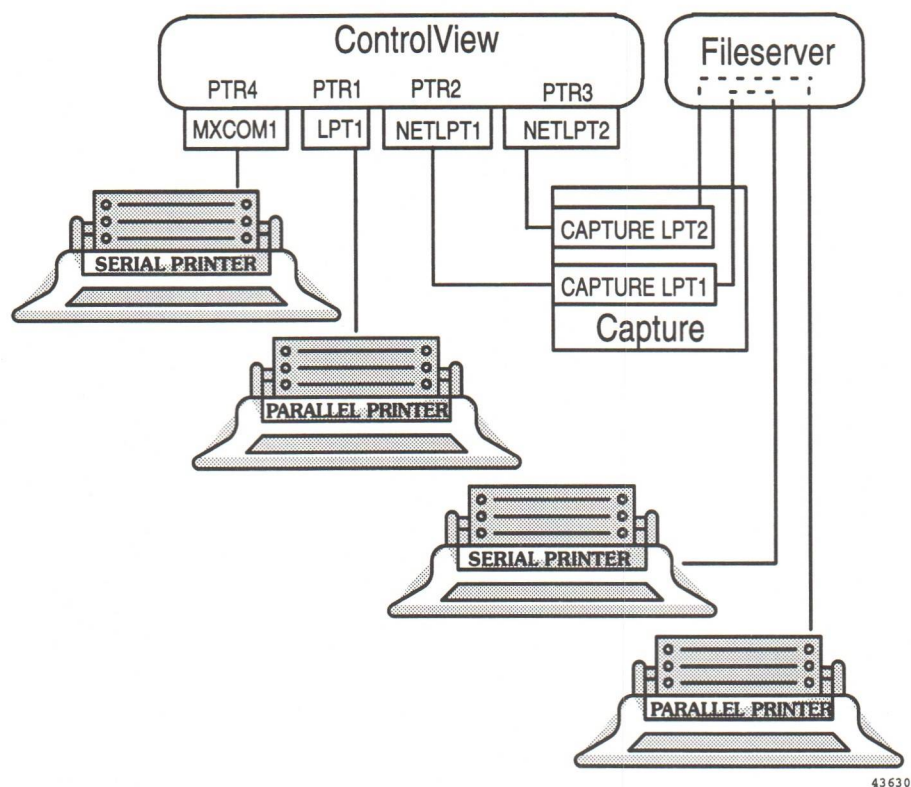 ControlView
Fileserver
PTR4 PTR1 PTR2 PTR3
MXCOM1 LPT1 NETLPT1 NETLPT2
CAPTURE LPT2
SERIAL PRINTER
CAPTURE LPT1
Capture
PARALLEL PRINTER
SERIAL PRINTER
PARALLEL PRINTER
43630